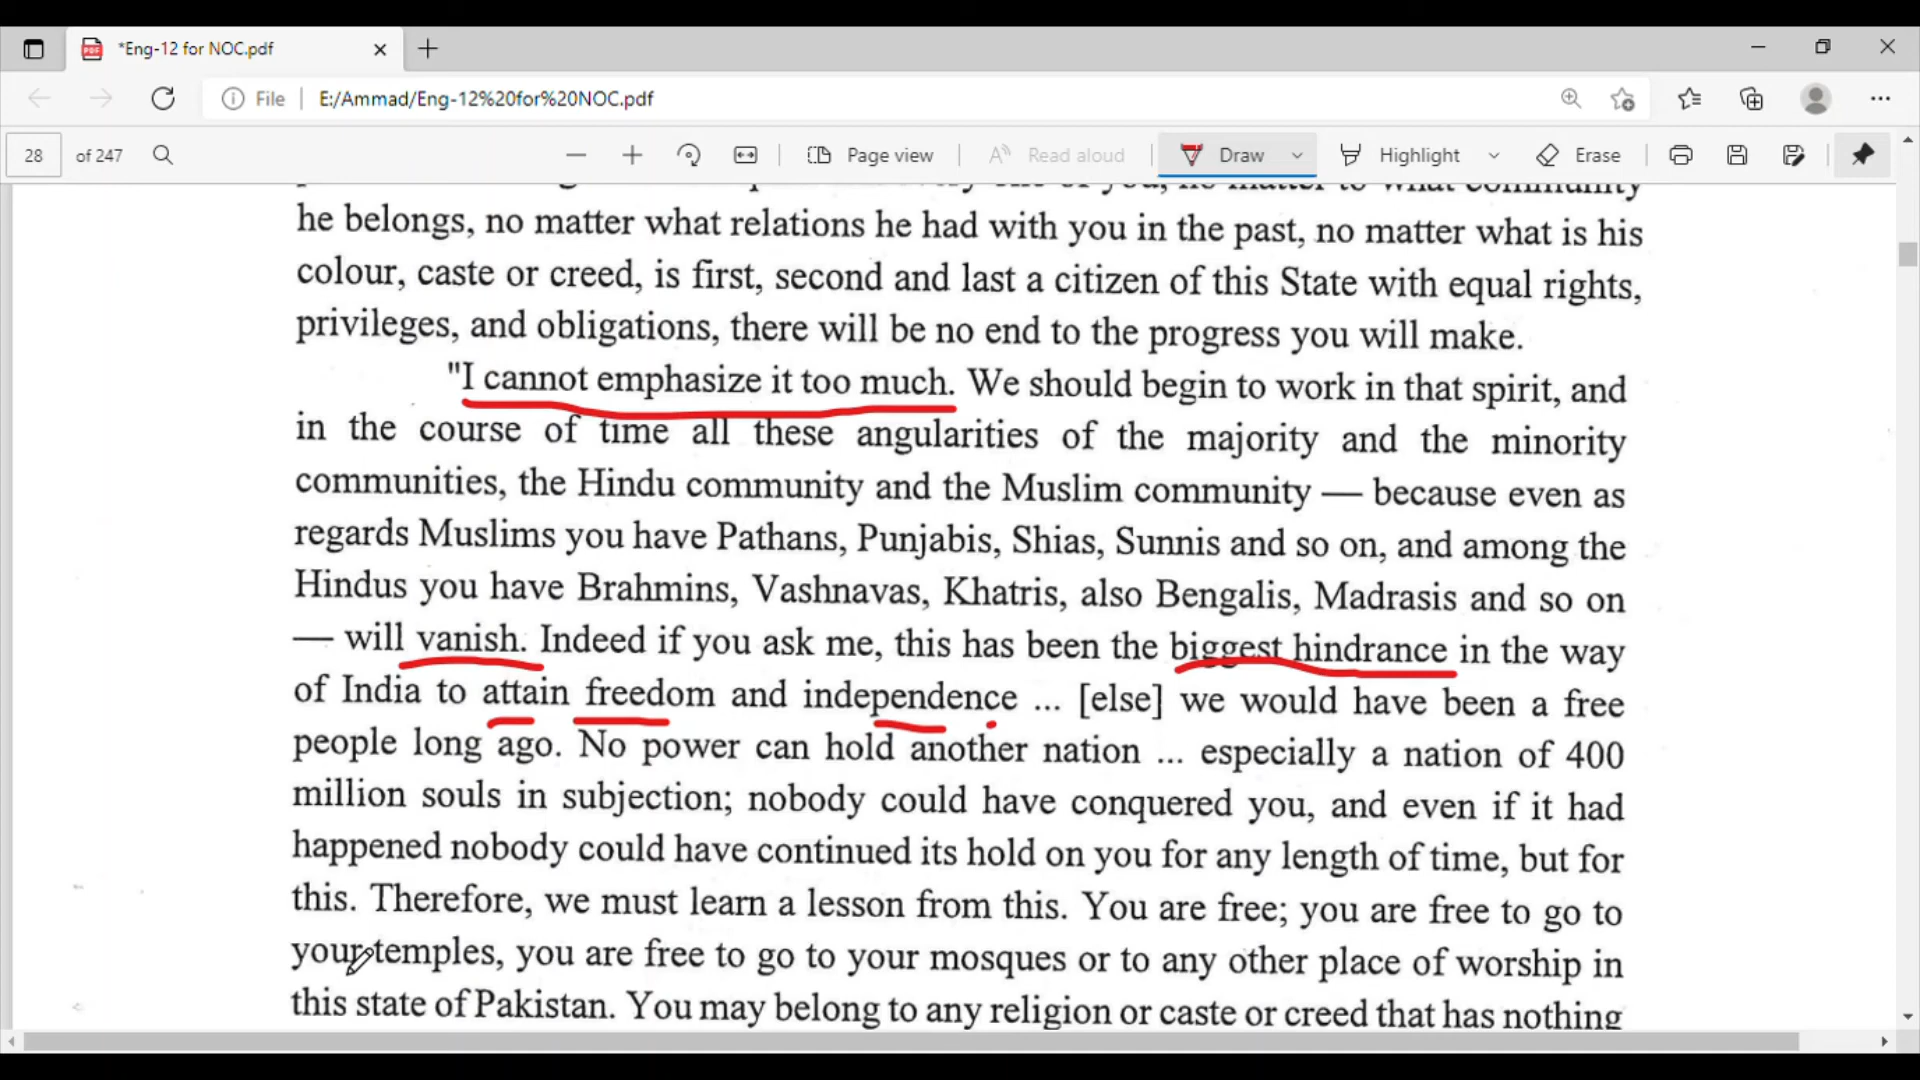 *Eng-12 for NOC.pdf
File E:/Ammad/Eng-12%20for%20NOC.pdf
28 of 247 Page view Read aloud Draw Highlight Erase
you, no matter to what community
he belongs, no matter what relations he had with you in the past, no matter what is his
colour, caste or creed, is first, second and last a citizen of this State with equal rights,
privileges, and obligations, there will be no end to the progress you will make.
"I cannot emphasize it too much. We should begin to work in that spirit, and
in the course of time all these angularities of the majority and the minority
communities, the Hindu community and the Muslim community — because even as
regards Muslims you have Pathans, Punjabis, Shias, Sunnis and so on, and among the
Hindus you have Brahmins, Vashnavas, Khatris, also Bengalis, Madrasis and so on
— will vanish. Indeed if you ask me, this has been the biggest hindrance in the way
of India to attain freedom and independence ... [else] we would have been a free
people long ago. No power can hold another nation ... especially a nation of 400
million souls in subjection; nobody could have conquered you, and even if it had
happened nobody could have continued its hold on you for any length of time, but for
this. Therefore, we must learn a lesson from this. You are free; you are free to go to
your temples, you are free to go to your mosques or to any other place of worship in
this state of Pakistan. You may belong to any religion or caste or creed that has nothing